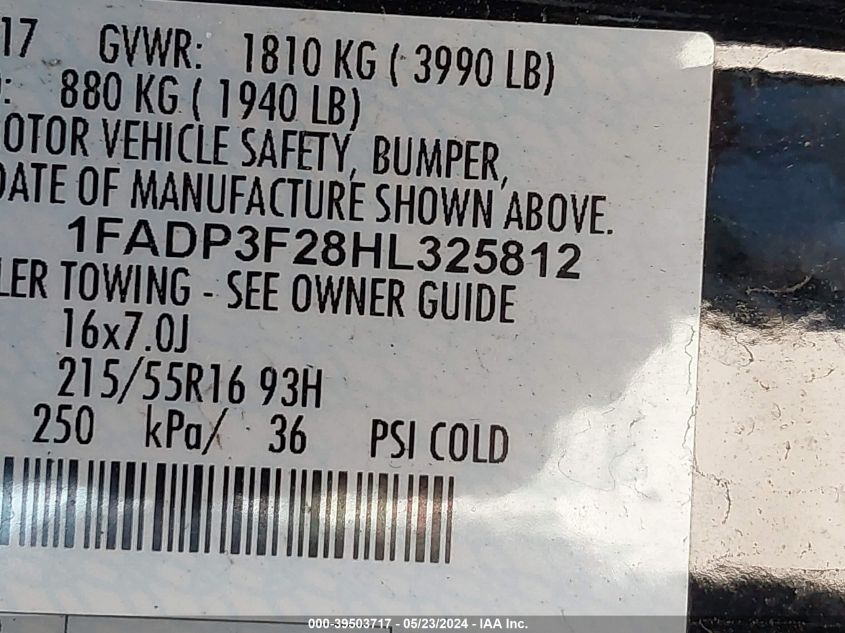 17 GVWR: 1810 KG ( 3990 LB)
: 880 KG ( 1940 LB)
OTOR VEHICLE SAFETY, BUMPER,
DATE OF MANUFACTURE SHOWN ABOVE.
1FADP3F28HL325812
LER TOWING - SEE OWNER GUIDE
16x7.0J
215/55R16 93H
250 kPa/ 36 PSI COLD
000-39503717 - 05/23/2024 - IAA Inc.